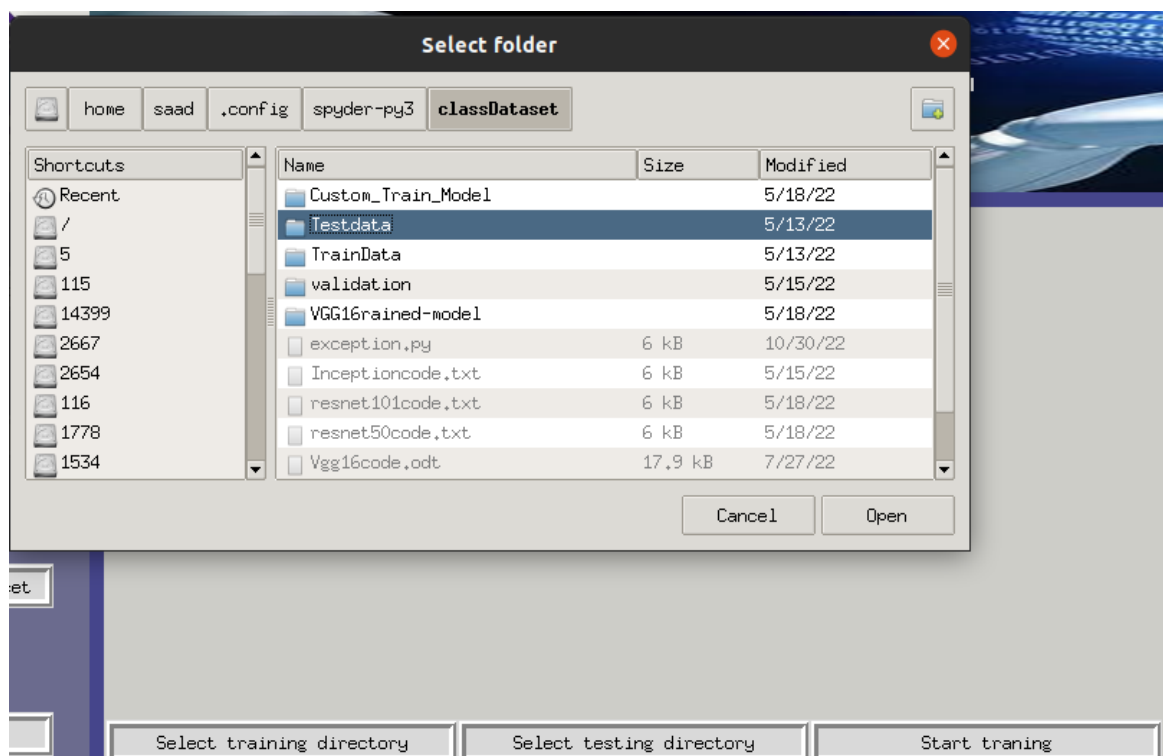 Select folder
home saad .config spyder-py3 classDataset
Shortcuts Name Size Modified
Recent Custom_Train_Model 5/18/22
/ Testdata 5/13/22
5 TrainData 5/13/22
115 validation 5/15/22
14399 VGG16rained-model 5/18/22
2667 exception.py 6 kB 10/30/22
2654 Inceptioncode.txt 6 kB 5/15/22
116 resnet101code.txt 6 kB 5/18/22
1778 resnet50code.txt 6 kB 5/18/22
1534 Vgg16code.odt 17.9 kB 7/27/22
Cancel Open
et
Select training directory Select testing directory Start traning